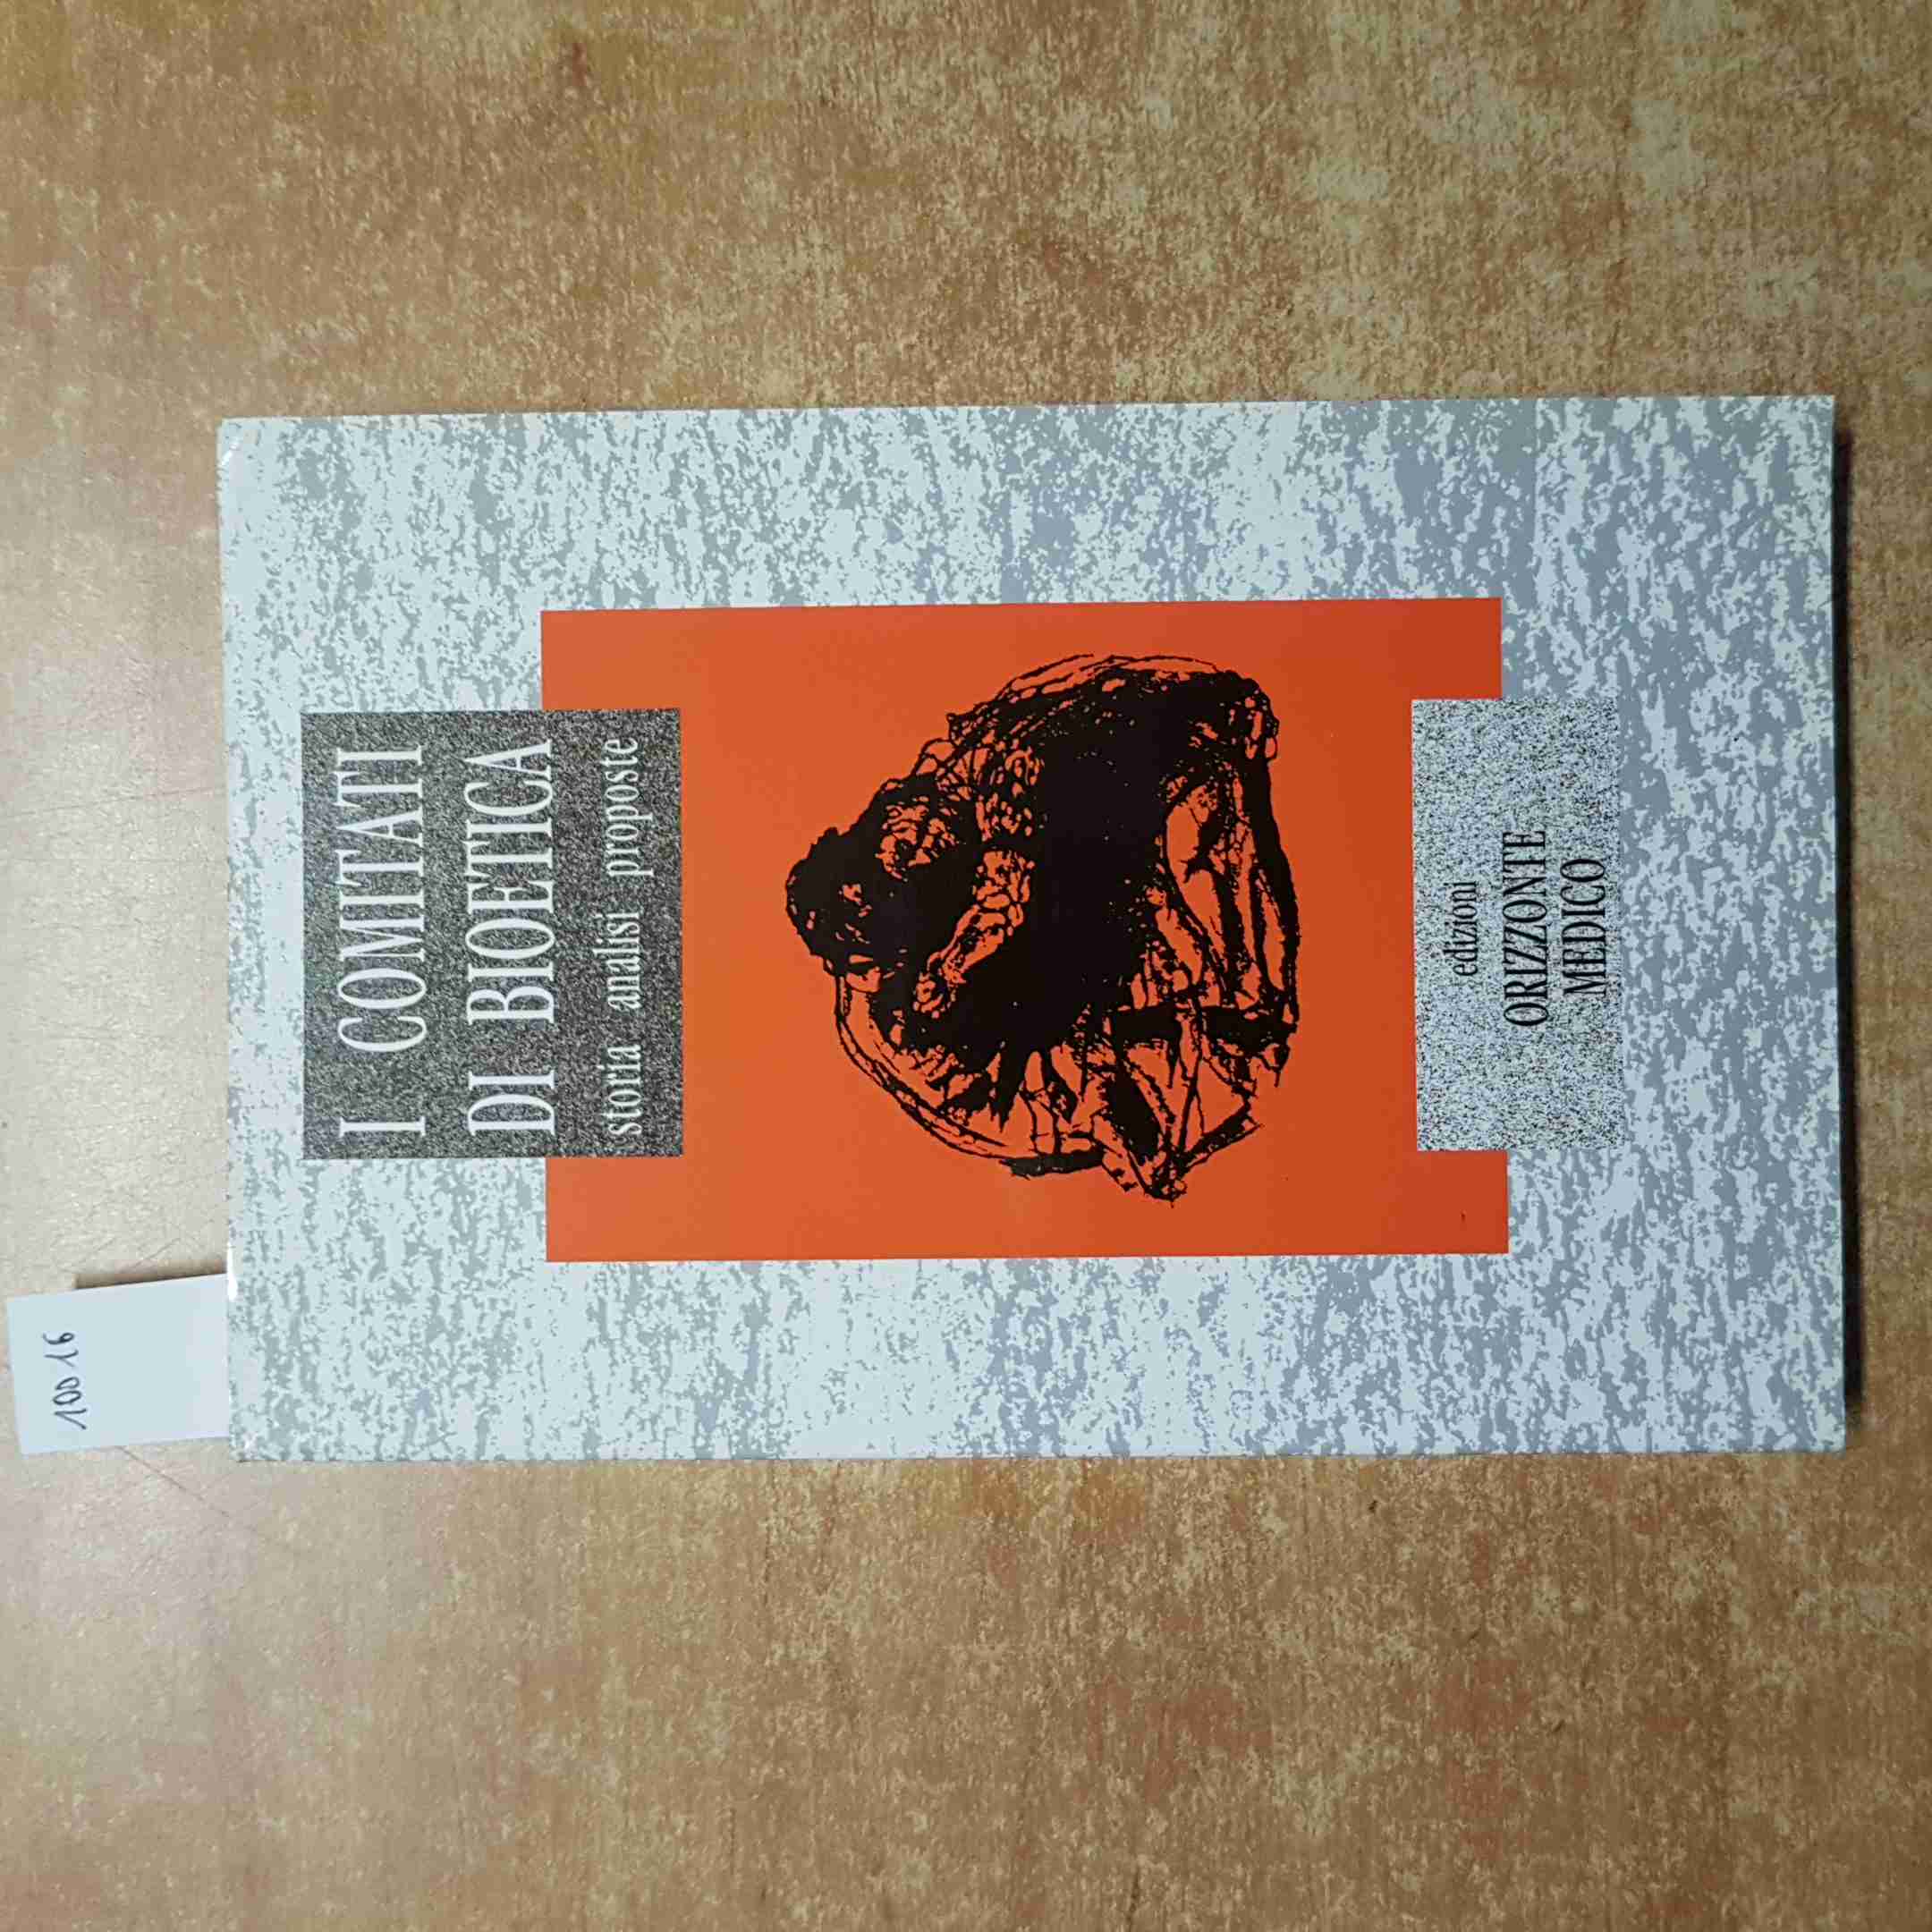 10016
I COMITATI
DI BIOETICA
storia analisi proposte
edizioni
ORIZZONTE
MEDICO